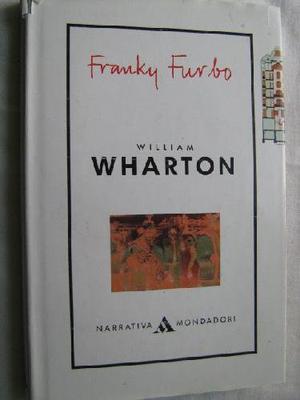 Franky Furbo
WILLIAM
WHARTON
NARRATIVA MONDADORI